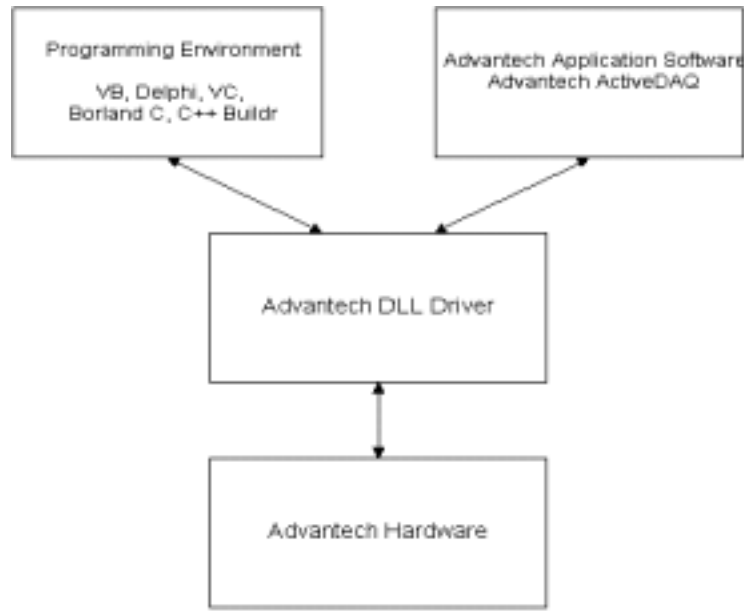 Programming Environment
VB, Delphi, VC,
Borland C, C++ Buildr
Advantech Application Software
Advantech ActiveDAQ
Advantech DLL Driver
Advantech Hardware